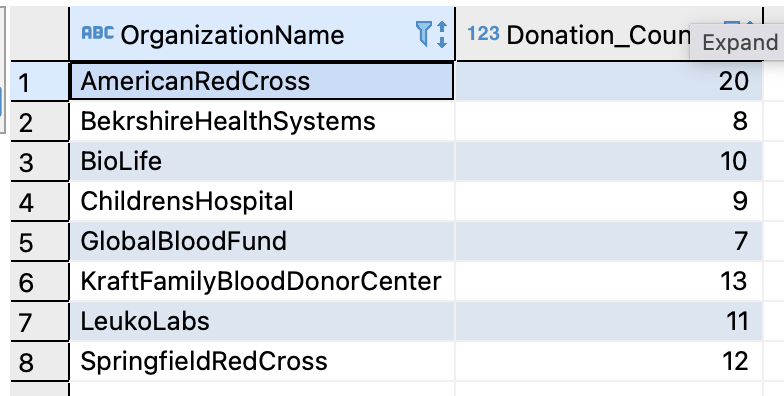 ABC OrganizationName 123 Donation_Coun Expand
1 AmericanRedCross 20
2 BekrshireHealthSystems 8
3 BioLife 10
4 ChildrensHospital 9
5 GlobalBloodFund 7
6 KraftFamilyBloodDonorCenter 13
7 LeukoLabs 11
8 SpringfieldRedCross 12